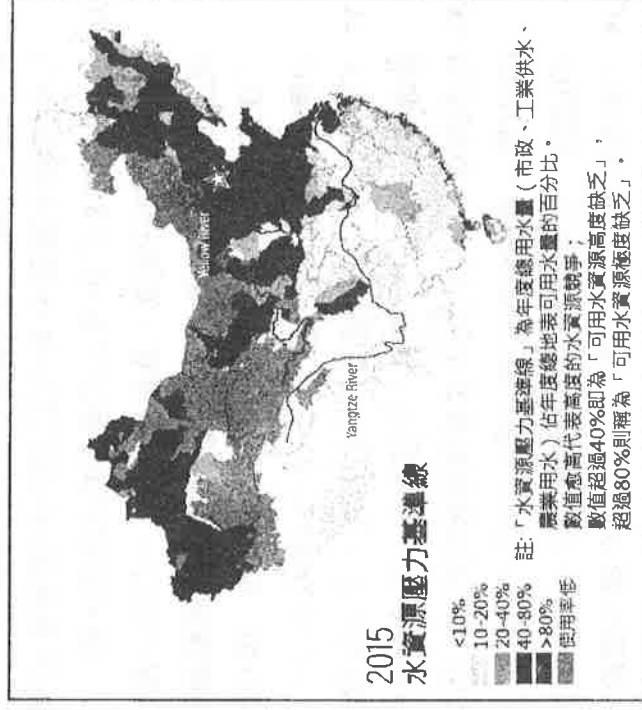 Yellow River
Yangtze River
2015
水資源壓力基準線
<10%
10-20%
20-40%
40-80%
>80%
使用率低
註:「水資源壓力基準線」為年度總用水量(市政、工業供水、
農業用水)佔年度總地表可用水量的百分比。
數值愈高代表高度的水資源競爭;
數值超過40%即為「可用水資源高度缺乏」,
超過80%則稱為「可用水資源極度缺乏」。